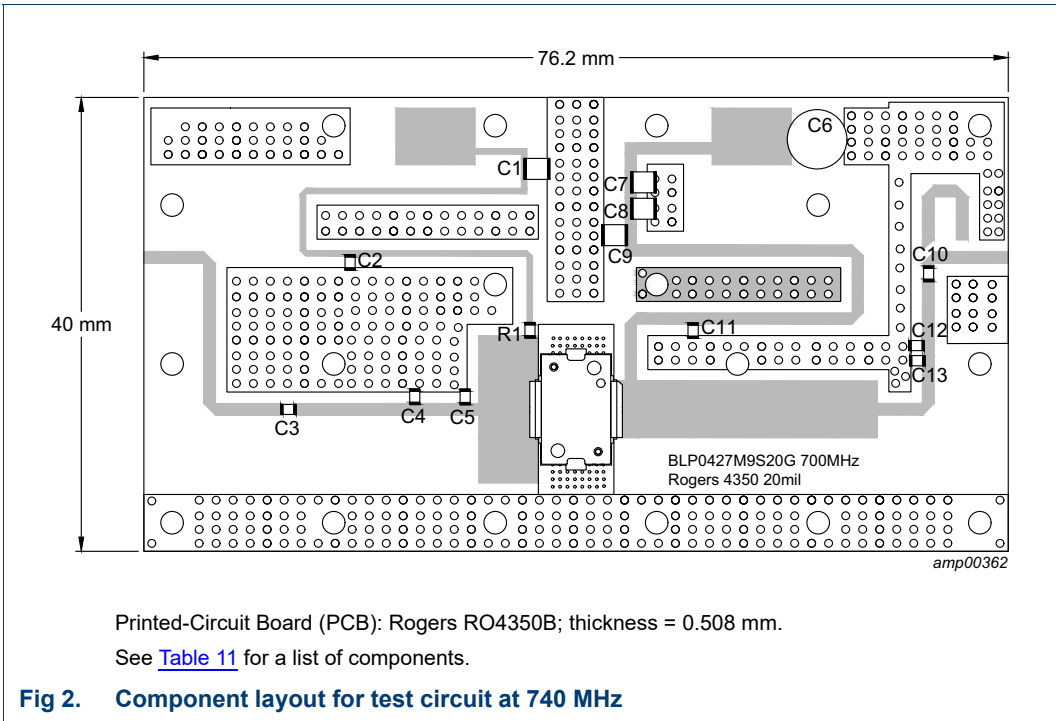 76.2 mm
C6
C1
C7
C8
C9
C2
C10
40 mm
R1
C11
C12
C13
C4
C5
C3
BLP0427M9S20G 700MHz
Rogers 4350 20mil
amp00362
Printed-Circuit Board (PCB): Rogers RO4350B; thickness = 0.508 mm.
See Table 11 for a list of components.
Fig 2. Component layout for test circuit at 740 MHz